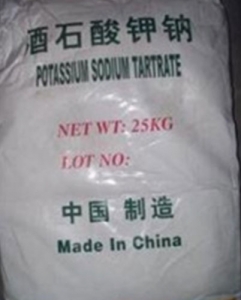 酒石酸钾钠
POTASSIUM SODIUM TARTRATE
NET WT: 25KG
LOT NO:
中国 制造
Made In China